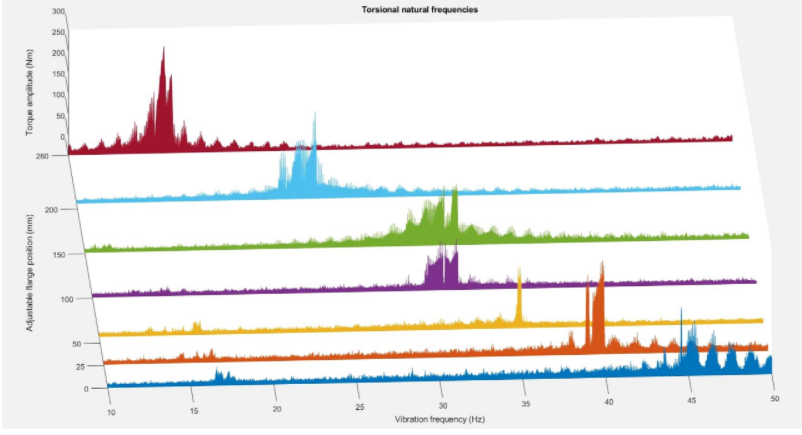 Torsional natural frequencies
300
250
200
150
100
50
0
Torque amplitude (Nm)
260
200
150
100
50
25
0
Adjustable flange position (mm)
10 15 20 25 30 35 40 45 50
Vibration frequency (Hz)